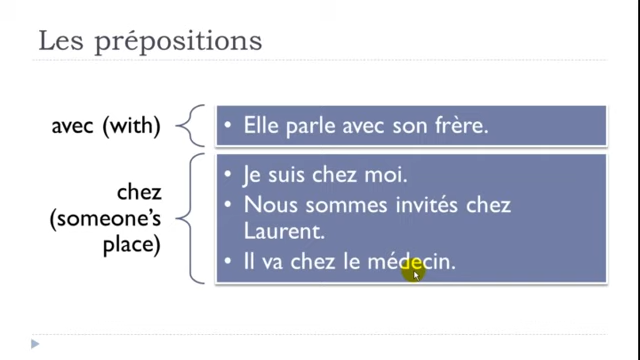 Les prépositions
avec (with)
• Elle parle avec son frère.
chez
(someone's
place)
• Je suis chez moi.
• Nous sommes invités chez
Laurent.
• Il va chez le médecin.